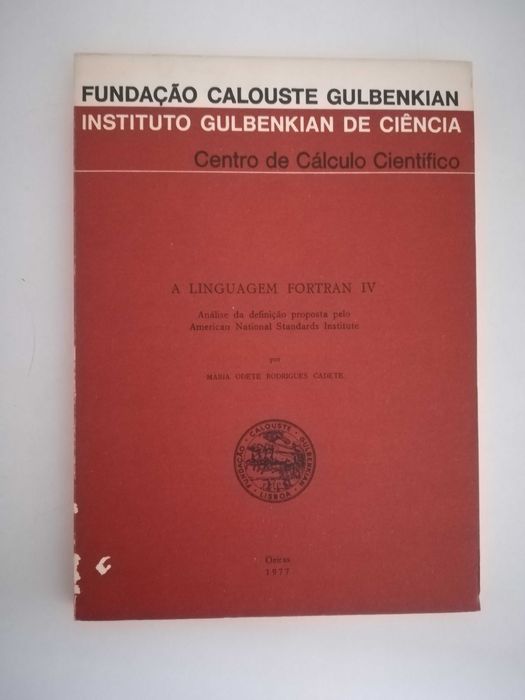 FUNDAÇÃO CALOUSTE GULBENKIAN
INSTITUTO GULBENKIAN DE CIÊNCIA
Centro de Cálculo Científico
A LINGUAGEM FORTRAN IV
Análise da definição proposta pelo
American National Standards Institute
por
MARIA ODETE RODRIGUES CADETE
FUNDAÇÃO · CALOUSTE · GULBENKIAN · LISBOA ·
Oeiras
1977